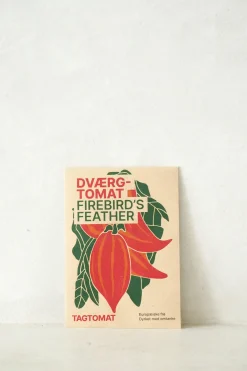 DVÆRG-
TOMAT
FIREBIRD'S
FEATHER
TAGTOMAT